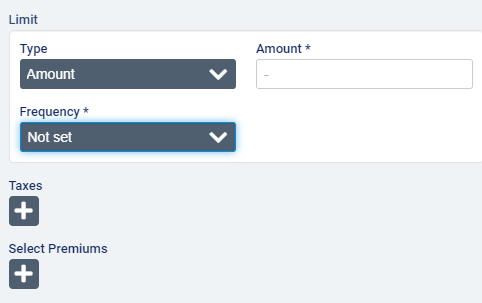 Limit
Type
Amount *
Amount
-
Frequency *
Not set
Taxes
Select Premiums